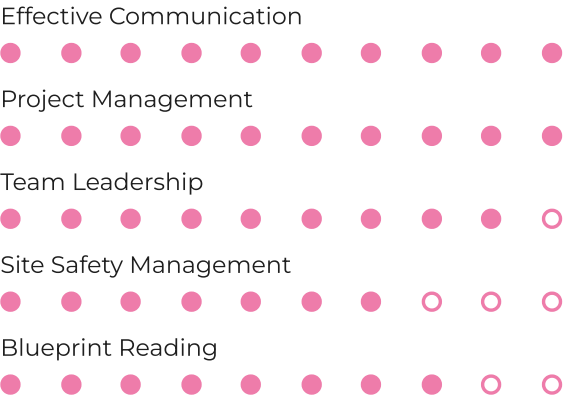 Effective Communication
Project Management
Team Leadership
Site Safety Management
Blueprint Reading